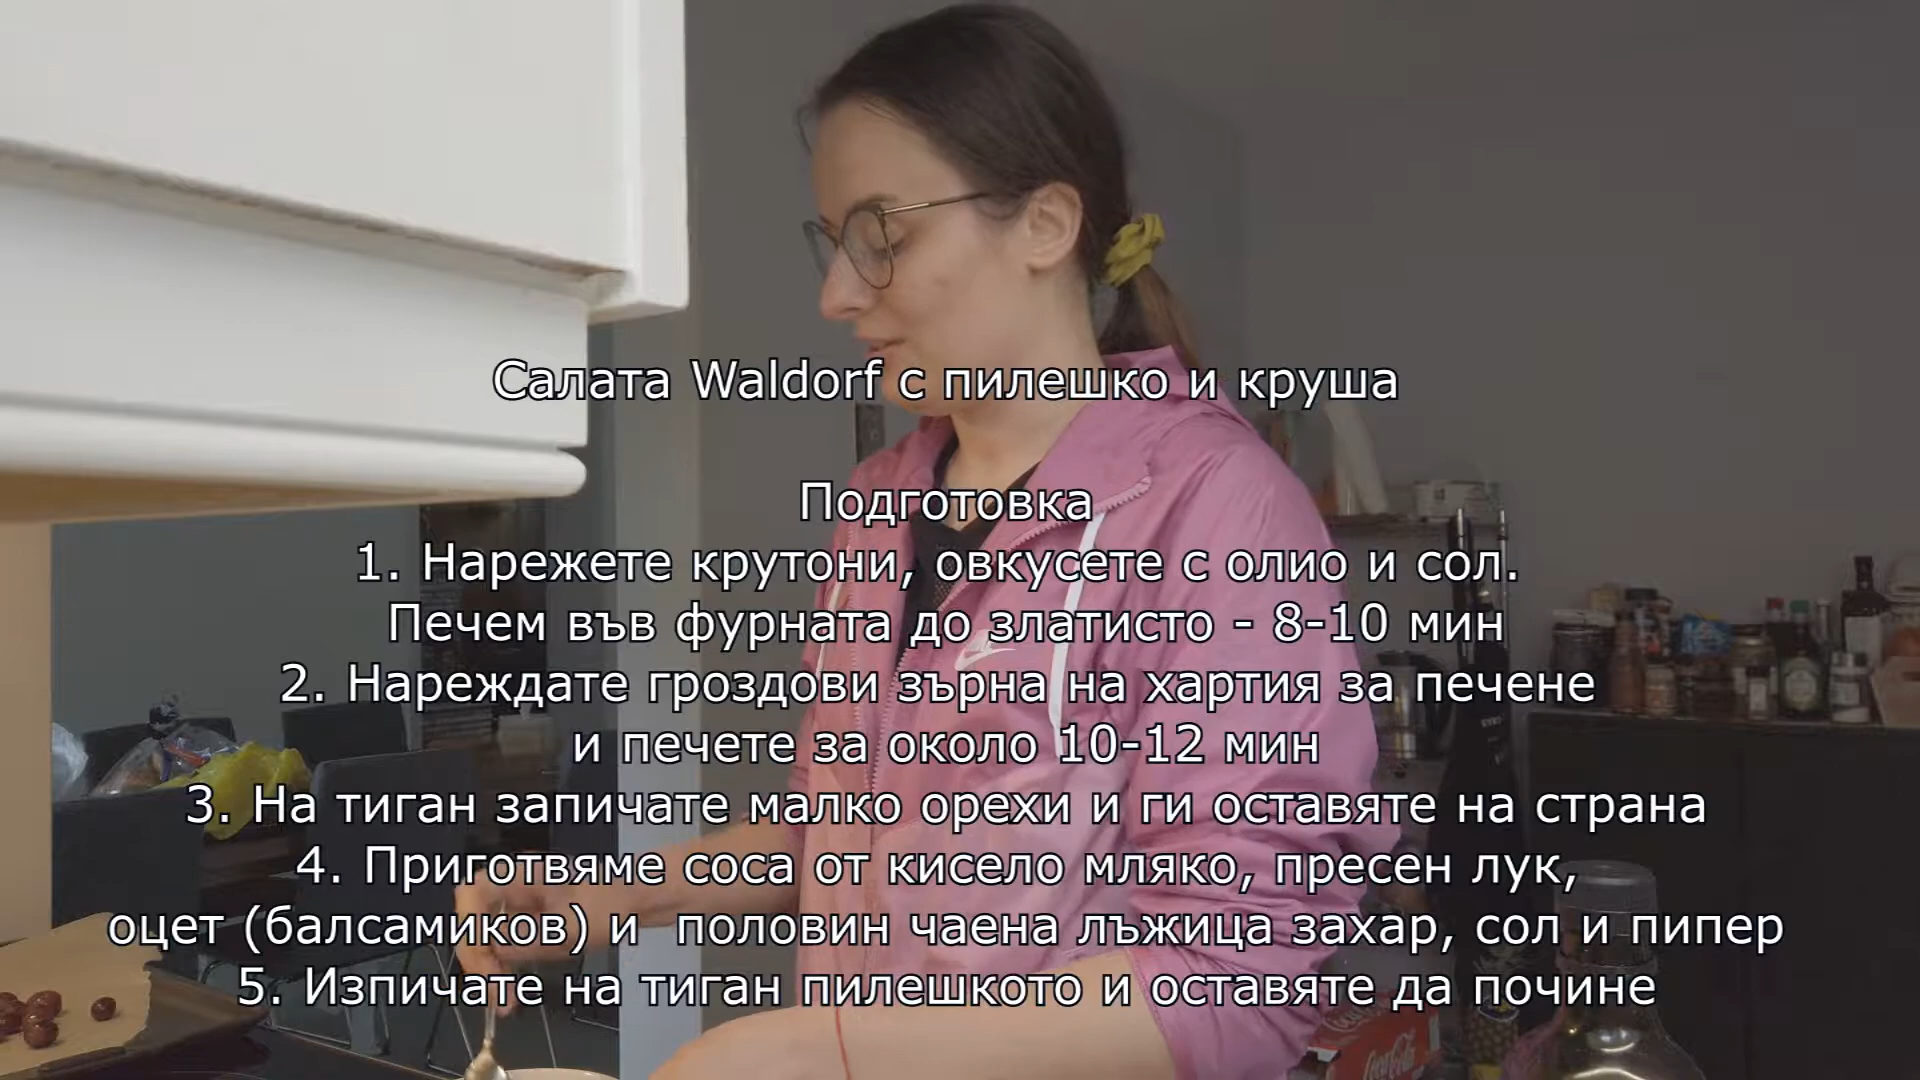 Салата Waldorf с пилешко и круша
Подготовка
1. Нарежете крутони, овкусете с олио и сол.
Печем във фурната до златисто - 8-10 мин
2. Нареждате гроздови зърна на хартия за печене
и печете за около 10-12 мин
3. На тиган запичате малко орехи и ги оставяте на страна
4. Приготвяме соса от кисело мляко, пресен лук,
оцет (балсамиков) и  половин чаена лъжица захар, сол и пипер
5. Изпичате на тиган пилешкото и оставяте да почине
Coca-Cola